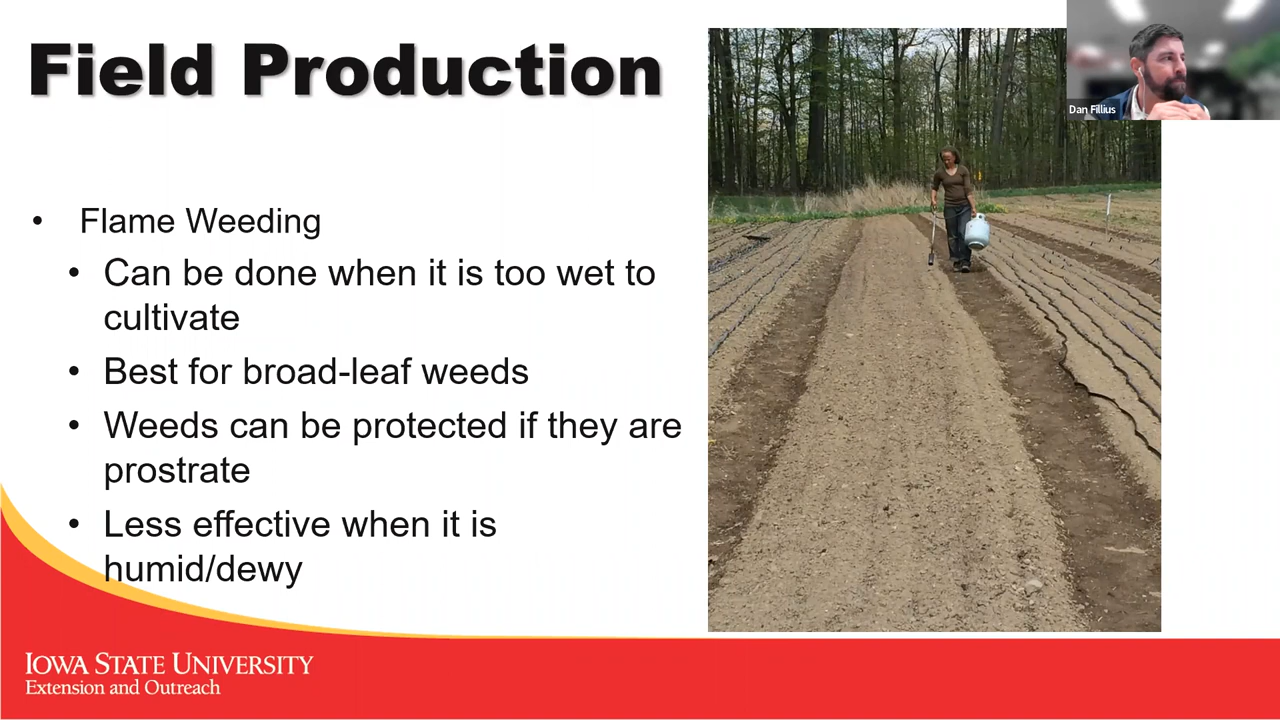 Field Production
Dan Fillius
• Flame Weeding
• Can be done when it is too wet to
cultivate
• Best for broad-leaf weeds
• Weeds can be protected if they are
prostrate
• Less effective when it is
humid/dewy
IOWA STATE UNIVERSITY
Extension and Outreach